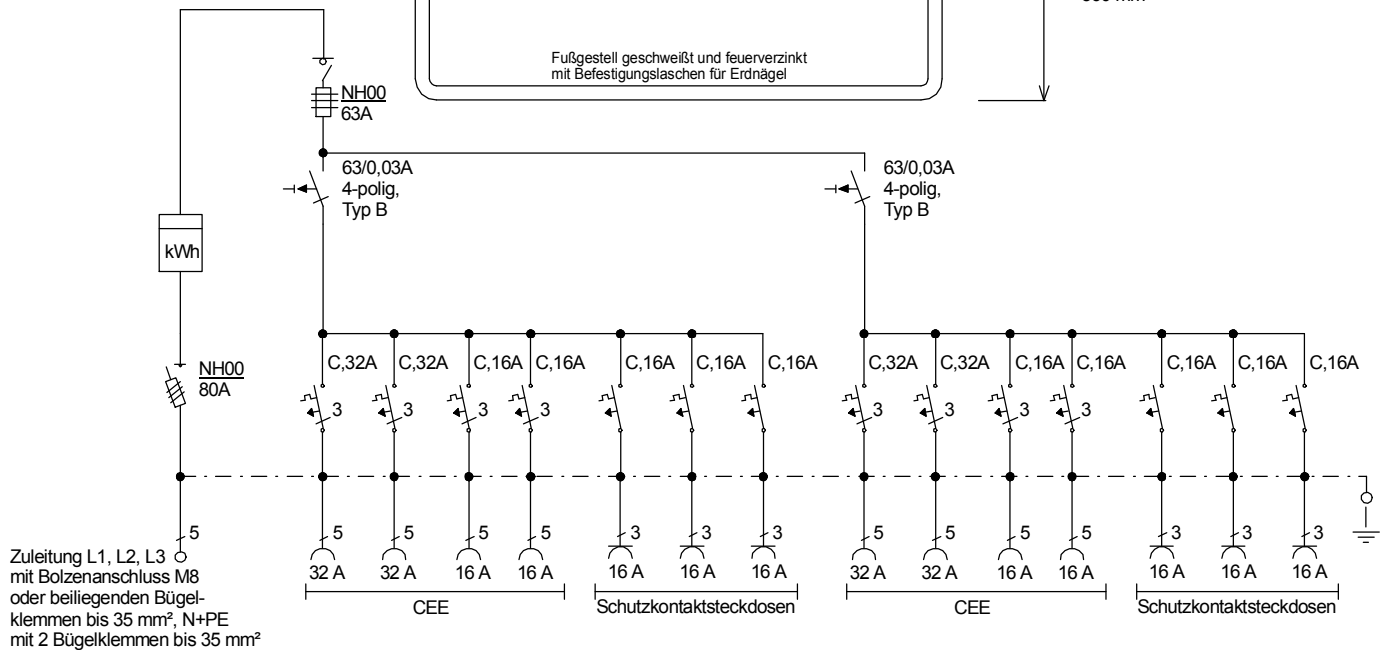 Fußgestell geschweißt und feuerverzinkt
mit Befestigungslaschen für Erdnägel
NH00
63A
63/0,03A
4-polig,
Typ B
63/0,03A
4-polig,
Typ B
kWh
NH00
80A
C,32A C,32A C,16A C,16A C,16A C,16A C,16A C,32A C,32A C,16A C,16A C,16A C,16A C,16A
3 3 3 3 3 3 3 3
5 5 5 5 5 3 3 3 5 5 5 5 3 3 3
32 A 32 A 16 A 16 A 16 A 16 A 16 A 32 A 32 A 16 A 16 A 16 A 16 A 16 A
CEE Schutzkontaktsteckdosen CEE Schutzkontaktsteckdosen
Zuleitung L1, L2, L3
mit Bolzenanschluss M8
oder beiliegenden Bügel-
klemmen bis 35 mm², N+PE
mit 2 Bügelklemmen bis 35 mm²